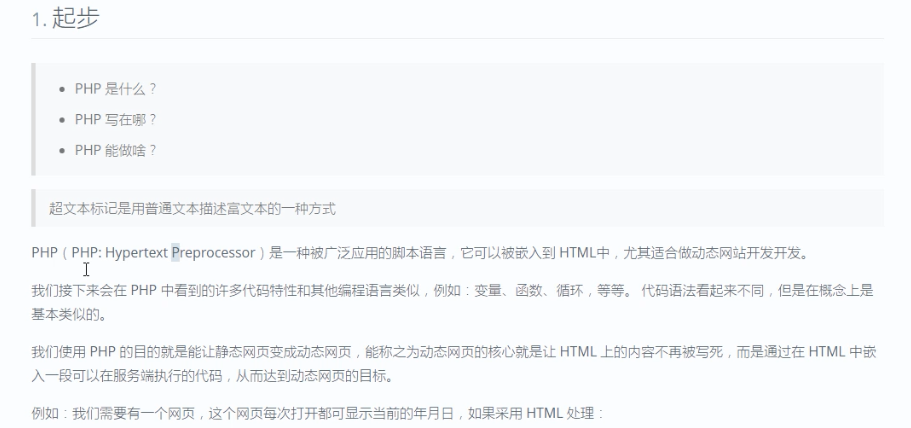 1. 起步
PHP 是什么？
PHP 写在哪？
PHP 能做啥？
超文本标记是用普通文本描述富文本的一种方式
PHP（PHP: Hypertext Preprocessor）是一种被广泛应用的脚本语言，它可以被嵌入到 HTML中，尤其适合做动态网站开发开发。
我们接下来会在 PHP 中看到的许多代码特性和其他编程语言类似，例如：变量、函数、循环，等等。 代码语法看起来不同，但是在概念上是
基本类似的。
我们使用 PHP 的目的就是能让静态网页变成动态网页，能称之为动态网页的核心就是让 HTML 上的内容不再被写死，而是通过在 HTML 中嵌
入一段可以在服务端执行的代码，从而达到动态网页的目标。
例如：我们需要有一个网页，这个网页每次打开都可显示当前的年月日，如果采用 HTML 处理：